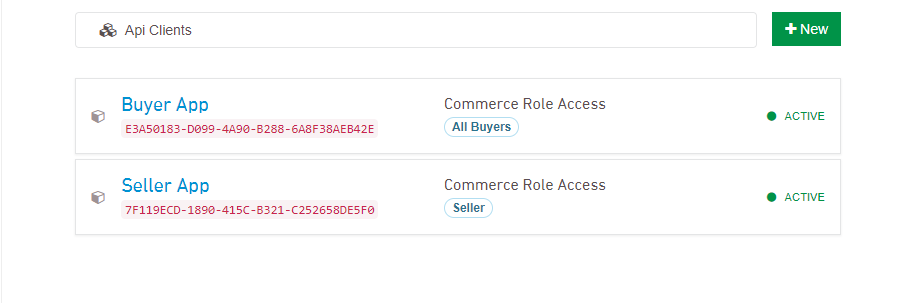 Api Clients
New
Buyer App
E3A50183-D099-4A90-B288-6A8F38AEB42E
Commerce Role Access
All Buyers
ACTIVE
Seller App
7F119ECD-1890-415C-B321-C252658DE5F0
Commerce Role Access
Seller
ACTIVE